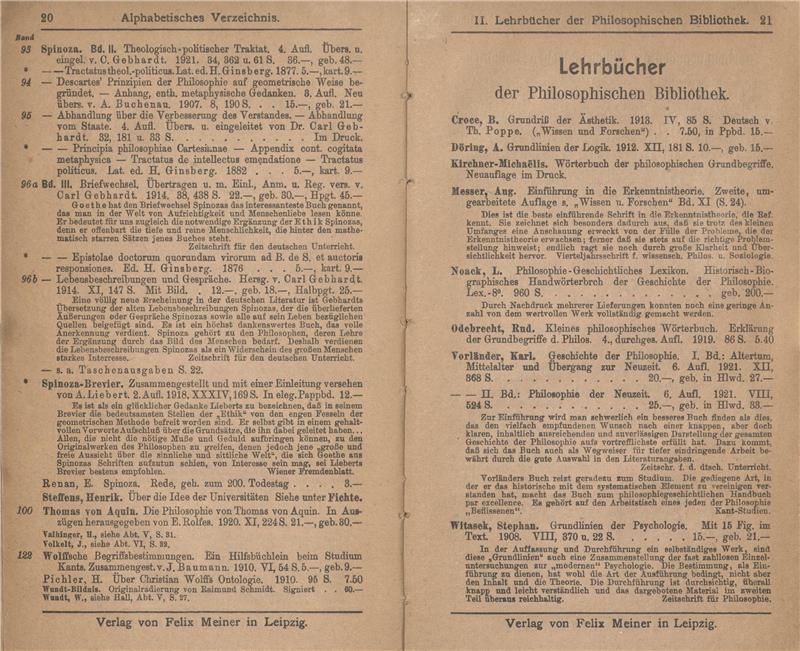 20 Alphabetisches Verzeichnis.
Band
93 Spinoza. Bd. II. Theologisch-politischer Traktat. 4. Aufl. Übers. u.
eingel. v. C. Gebhardt. 1921. 34, 362 u. 61 S. 36.—, geb. 48.—
* — — Tractatus theol.-politicus. Lat. ed. H. Ginsberg. 1877. 5.—, kart. 9.—
94 — Descartes' Prinzipien der Philosophie auf geometrische Weise be-
gründet, — Anhang, enth. metaphysische Gedanken. 3. Aufl. Neu
übers. v. A. Buchenau. 1907. 8, 190 S. . . 15.—, geb. 21.—
95 — Abhandlung über die Verbesserung des Verstandes. — Abhandlung
vom Staate. 4. Aufl. Übers. u. eingeleitet von Dr. Carl Geb-
hardt. 32, 181 u. 33 S. . . . . . . . . . Im Druck.
* — — Principia philosophiae Cartesianae — Appendix cont. cogitata
metaphysica — Tractatus de intellectus emendatione — Tractatus
politicus. Lat. ed. H. Ginsberg. 1882 . . . 5.—, kart. 9.—
96a Bd. III. Briefwechsel, Übertragen u. m. Einl., Anm. u. Reg. vers. v.
Carl Gebhardt. 1914. 38, 438 S. 22.—, geb. 30.—, Hpgt. 45.—
Goethe hat den Briefwechsel Spinozas das interessanteste Buch genannt,
das man in der Welt von Aufrichtigkeit und Menschenliebe lesen könne.
Er bedeutet für uns zugleich die notwendige Ergänzung der Ethik Spinozas,
denn er offenbart die tiefe und reine Menschlichkeit, die hinter den mathe-
matisch starren Sätzen jenes Buches steht.
Zeitschrift für den deutschen Unterricht.
* — — Epistolae doctorum quorundam virorum ad B. de S. et auctoris
responsiones. Ed. H. Ginsberg. 1876 . . . 5.—, kart. 9.—
96b — Lebensbeschreibungen und Gespräche. Hersg. v. Carl Gebhardt.
1914. XI, 147 S. Mit Bild. . 12.—, geb. 18.—, Halbpgt. 25.—
Eine völlig neue Erscheinung in der deutschen Literatur ist Gebhardts
Übersetzung der alten Lebensbeschreibungen Spinozas, der die überlieferten
Äußerungen oder Gespräche Spinozas sowie alle auf sein Leben bezüglichen
Quellen beigefügt sind. Es ist ein höchst dankenswertes Buch, das volle
Anerkennung verdient. Spinoza gehört zu den Philosophen, deren Lehre
der Ergänzung durch das Bild des Menschen bedarf. Deshalb verdienen
die Lebensbeschreibungen Spinozas als ein Widerschein des großen Menschen
starkes Interesse. Zeitschrift für den deutschen Unterricht.
— s. a. Taschenausgaben S. 22.
* Spinoza-Brevier. Zusammengestellt und mit einer Einleitung versehen
von A. Liebert. 2. Aufl. 1918. XXXIV, 169 S. In eleg. Pappbd. 12.—
Es ist als ein glücklicher Gedanke Lieberts zu bezeichnen, daß in seinem
Brevier die bedeutsamsten Stellen der „Ethik“ von den engen Fesseln der
geometrischen Methode befreit worden sind. Er selbst gibt in einem gehalt-
vollen Vorworte Aufschluß über die Grundsätze, die ihn dabei geleitet haben...
Allen, die nicht die nötige Muße und Geduld aufbringen können, zu den
Originalwerken des Philosophen zu greifen, denen jedoch jene „große und
freie Aussicht über die sinnliche und sittliche Welt“, die sich Goethe aus
Spinozas Schriften auftat schien, von Interesse sein mag, sei Lieberts
Brevier bestens empfohlen. Wiener Fremdenblatt.
Renan, E. Spinoza. Rede, geh. zum 200. Todestag . . . . 3.—
Steffens, Henrik. Über die Idee der Universitäten Siehe unter Fichte.
100 Thomas von Aquin. Die Philosophie von Thomas von Aquin. In Aus-
zügen herausgegeben von E. Rolfes. 1920. XI, 224 S. 21.—, geb. 30.—
Vaihinger, H., siehe Abt. V, S. 31.
Volkelt, J., siehe Abt. VI, S. 32.
122 Wolffsche Begriffsbestimmungen. Ein Hilfsbüchlein beim Studium
Kants. Zusammengest. v. J. Baumann. 1910. VI, 54 S. 5.—, geb. 9.—
Pichler, H. Über Christian Wolffs Ontologie. 1910. 95 S. 7.50
Wundt-Bildnis. Originalradierung von Raimund Schmidt. Signiert . . 60.—
Wundt, W., siehe Hall, Abt. V, S. 27.
Verlag von Felix Meiner in Leipzig.
II. Lehrbücher der Philosophischen Bibliothek. 21
Lehrbücher
der Philosophischen Bibliothek.
Croce, B. Grundriß der Ästhetik. 1913. IV, 85 S. Deutsch v.
Th. Poppe. („Wissen und Forschen“) . . 7.50, in Ppbd. 15.—
Döring, A. Grundlinien der Logik. 1912. XII, 181 S. 10.—, geb. 15.—
Kirchner-Michaëlis. Wörterbuch der philosophischen Grundbegriffe.
Neuauflage im Druck.
Messer, Aug. Einführung in die Erkenntnistheorie. Zweite, um-
gearbeitete Auflage s. „Wissen u. Forschen“ Bd. XI (S. 24).
Dies ist die beste einführende Schrift in die Erkenntnistheorie, die Ref.
kennt. Sie zeichnet sich besonders dadurch aus, daß sie trotz des kleinen
Umfanges eine Anschauung erweckt von der Fülle der Probleme, die der
Erkenntnistheorie erwachsen; ferner daß sie stets auf die richtige Problem-
stellung hinweist; endlich ragt sie noch durch große Klarheit und Über-
sichtlichkeit hervor. Vierteljahrsschrift f. wissensch. Philos. u. Soziologie.
Noack, L. Philosophie-Geschichtliches Lexikon. Historisch-Bio-
graphisches Handwörterbuch der Geschichte der Philosophie.
Lex.-8º. 960 S. . . . . . . . . . . . . geb. 200.—
Durch Nachdruck mehrerer Lieferungen konnten noch eine geringe An-
zahl von dem wertvollen Werk vollständig gemacht werden.
Odebrecht, Rud. Kleines philosophisches Wörterbuch. Erklärung
der Grundbegriffe d. Philos. 4., durchges. Aufl. 1919. 86 S. 5.40
Vorländer, Karl. Geschichte der Philosophie. I. Bd.: Altertum,
Mittelalter und Übergang zur Neuzeit. 6. Aufl. 1921. XII,
368 S. . . . . . . . . . . 20.—, geb. in Hlwd. 27.—
— — II. Bd.: Philosophie der Neuzeit. 6. Aufl. 1921. VIII,
524 S. . . . . . . . . . . 25.—, geb. in Hlwd. 33.—
Zur Einführung wird man schwerlich ein besseres Buch finden als dies,
das den vielfach empfundenen Wunsch nach einer knappen, aber doch
klaren, inhaltlich ausreichenden und zuverlässigen Darstellung der gesamten
Geschichte der Philosophie aufs vortrefflichste erfüllt hat. Dazu kommt,
daß sich das Buch auch als Wegweiser für tiefer eindringende Arbeit be-
währt durch die gute Auswahl in den Literaturangaben.
Zeitschr. f. d. dtsch. Unterricht.
Vorländers Buch reizt geradezu zum Studium. Die gediegene Art, in
der er das historische mit dem systematischen Element zu vereinigen ver-
standen hat, macht das Buch zum philosophiegeschichtlichen Handbuch
par excellence. Es gehört auf den Arbeitstisch eines jeden der Philosophie
„Beflissenen“. Kant-Studien.
Witasek, Stephan. Grundlinien der Psychologie. Mit 15 Fig. im
Text. 1908. VIII, 370 u. 22 S. . . . . . 15.—, geb. 21.—
In der Auffassung und Durchführung ein selbständiges Werk, sind
diese „Grundlinien“ auch eine Zusammenstellung der fast zahllosen Einzel-
untersuchungen zur „modernen“ Psychologie. Die Bestimmung, als Ein-
führung zu dienen, hat wohl die Art der Ausführung bedingt, nicht aber
den Inhalt und die Theorie. Die Durchführung ist durchsichtig, überall
knapp und leicht verständlich und das dargebotene Material im zweiten
Teil überaus reichhaltig. Zeitschrift für Philosophie.
Verlag von Felix Meiner in Leipzig.